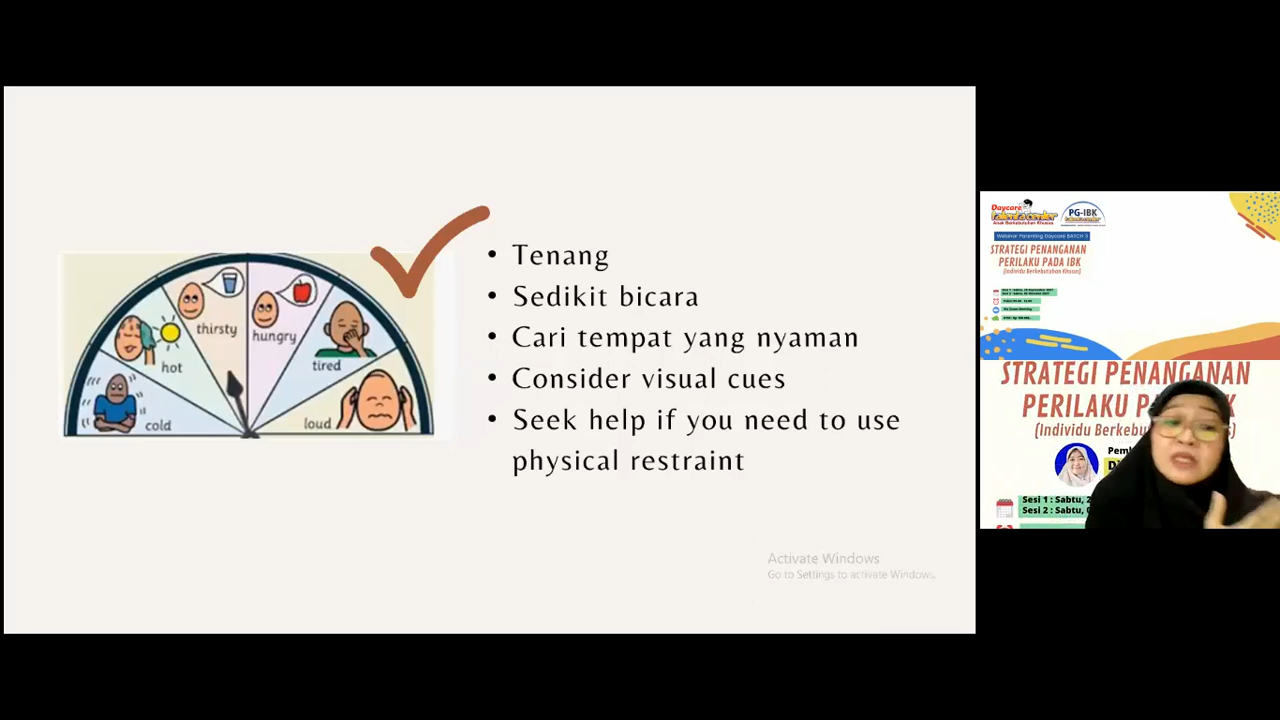 • Tenang
• Sedikit bicara
• Cari tempat yang nyaman
• Consider visual cues
• Seek help if you need to use
physical restraint
cold
hot
thirsty
hungry
tired
loud
Activate Windows
Go to Settings to activate Windows.
Daycare
Anak Berkebutuhan Khusus
PG-IBK
Webinar Parenting Daycare BATCH 3
STRATEGI PENANGANAN
PERILAKU PADA IBK
(Individu Berkebutuhan Khusus)
STRATEGI PENANGANAN
PERILAKU P K
(Individu Berkebu s)
Pem
Sesi 1 : Sabtu, 2
Sesi 2 : Sabtu, 0